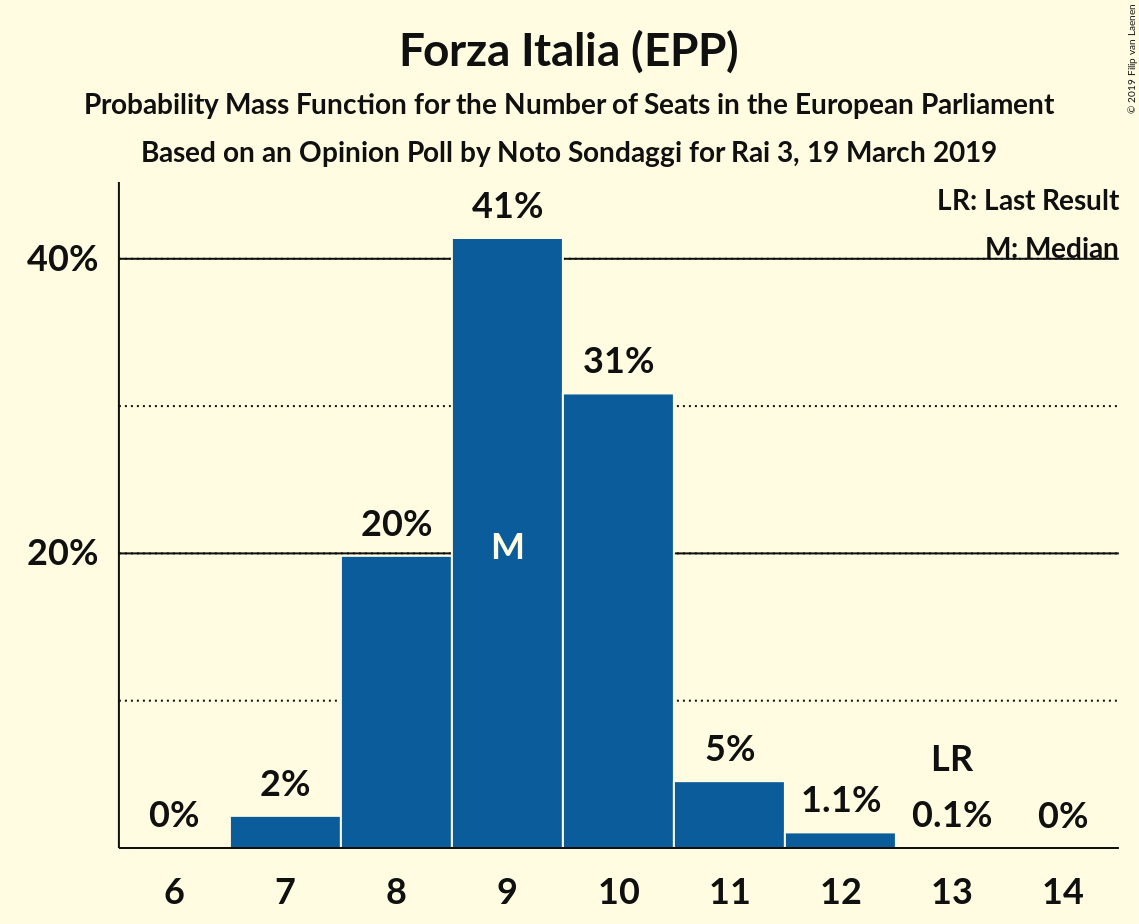 Forza Italia (EPP)
Probability Mass Function for the Number of Seats in the European Parliament
Based on an Opinion Poll by Noto Sondaggi for Rai 3, 19 March 2019
© 2019 Filip van Laenen
LR: Last Result
M: Median
40%
20%
0%
2%
20%
41%
M
31%
5%
1.1%
LR
0.1%
0%
6 7 8 9 10 11 12 13 14